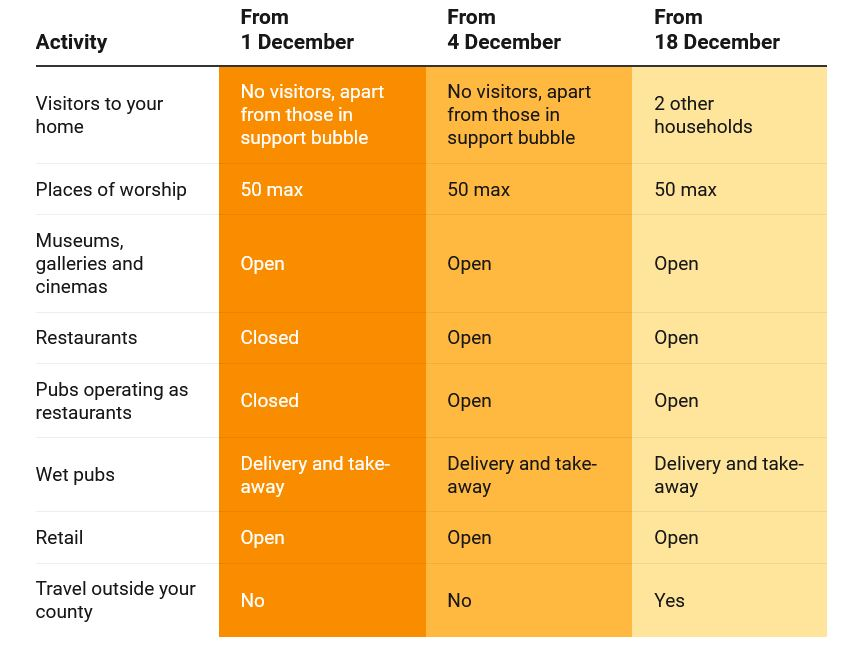 Activity
From
1 December
From
4 December
From
18 December
Visitors to your
home
No visitors, apart
from those in
support bubble
No visitors, apart
from those in
support bubble
2 other
households
Places of worship
50 max
50 max
50 max
Museums,
galleries and
cinemas
Open
Open
Open
Restaurants
Closed
Open
Open
Pubs operating as
restaurants
Closed
Open
Open
Wet pubs
Delivery and take-
away
Delivery and take-
away
Delivery and take-
away
Retail
Open
Open
Open
Travel outside your
county
No
No
Yes